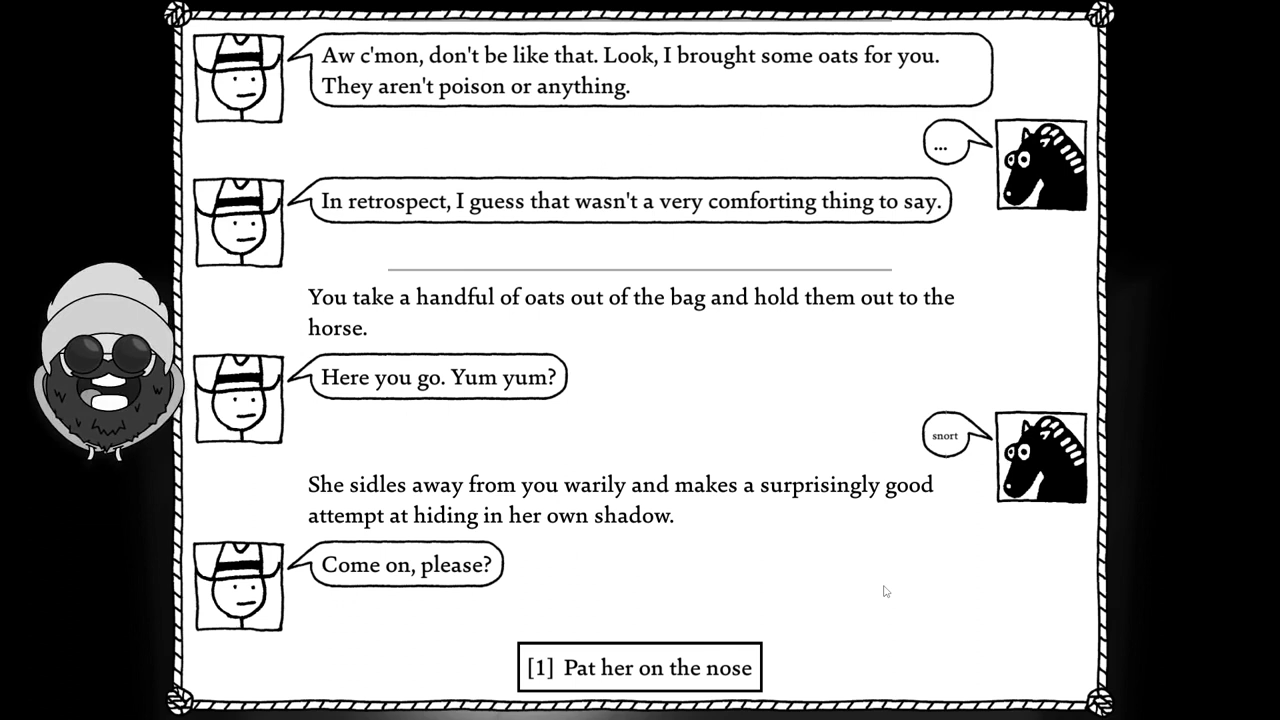 Aw c'mon, don't be like that. Look, I brought some oats for you.
They aren't poison or anything.
...
In retrospect, I guess that wasn't a very comforting thing to say.
You take a handful of oats out of the bag and hold them out to the
horse.
Here you go. Yum yum?
snort
She sidles away from you warily and makes a surprisingly good
attempt at hiding in her own shadow.
Come on, please?
[1] Pat her on the nose